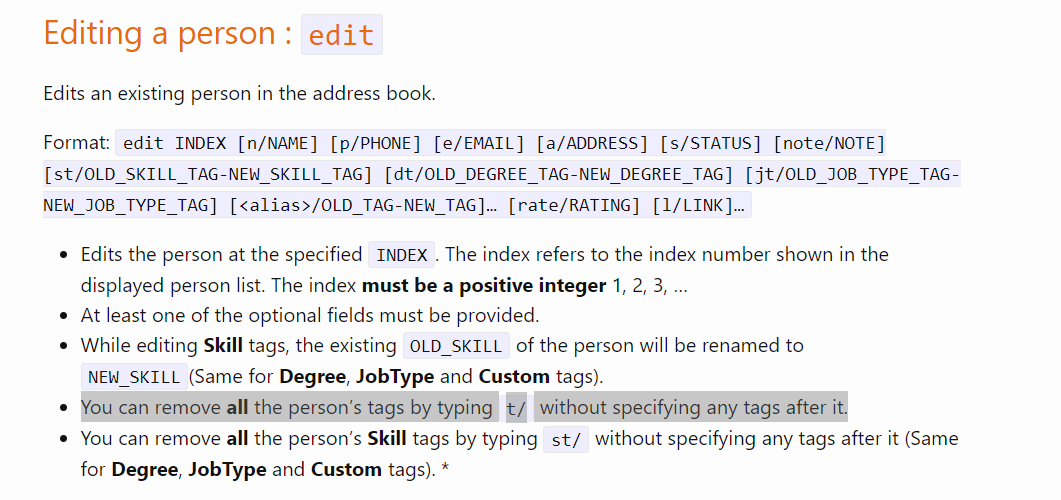 Editing a person : edit
Edits an existing person in the address book.
Format: edit INDEX [n/NAME] [p/PHONE] [e/EMAIL] [a/ADDRESS] [s/STATUS] [note/NOTE]
[st/OLD_SKILL_TAG-NEW_SKILL_TAG] [dt/OLD_DEGREE_TAG-NEW_DEGREE_TAG] [jt/OLD_JOB_TYPE_TAG-
NEW_JOB_TYPE_TAG] [<alias>/OLD_TAG-NEW_TAG]… [rate/RATING] [l/LINK]…
• Edits the person at the specified INDEX. The index refers to the index number shown in the
displayed person list. The index must be a positive integer 1, 2, 3, …
• At least one of the optional fields must be provided.
• While editing Skill tags, the existing OLD_SKILL of the person will be renamed to
NEW_SKILL(Same for Degree, JobType and Custom tags).
• You can remove all the person’s tags by typing t/ without specifying any tags after it.
• You can remove all the person’s Skill tags by typing st/ without specifying any tags after it (Same
for Degree, JobType and Custom tags). *